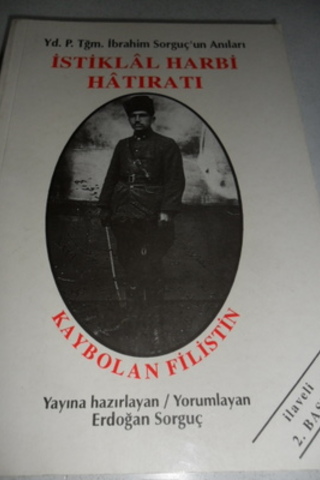 Yd. P. Tğm. İbrahim Sorguç'un Anıları
İSTİKLÂL HARBİ
HÂTIRATI
KAYBOLAN FİLİSTİN
Yayına hazırlayan / Yorumlayan
Erdoğan Sorguç
ilaveli
2. BAS